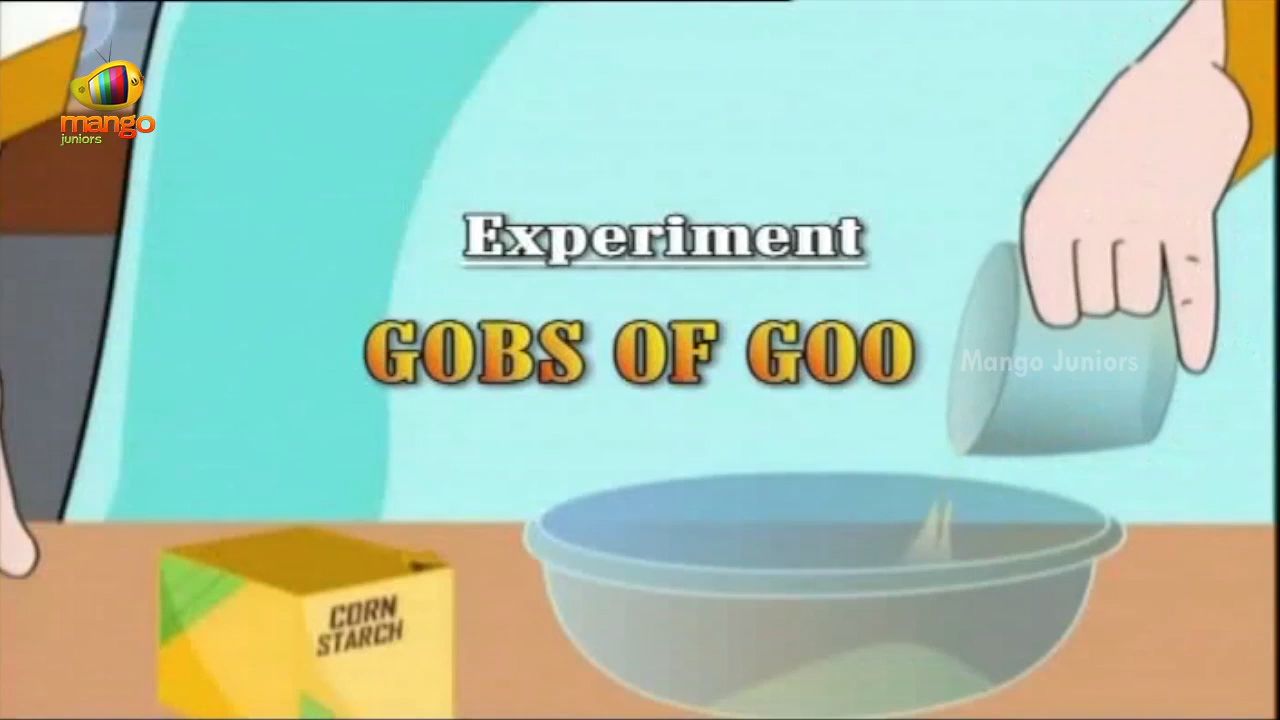 mango
juniors
Experiment
GOBS OF GOO
Mango Juniors
CORN
STARCH